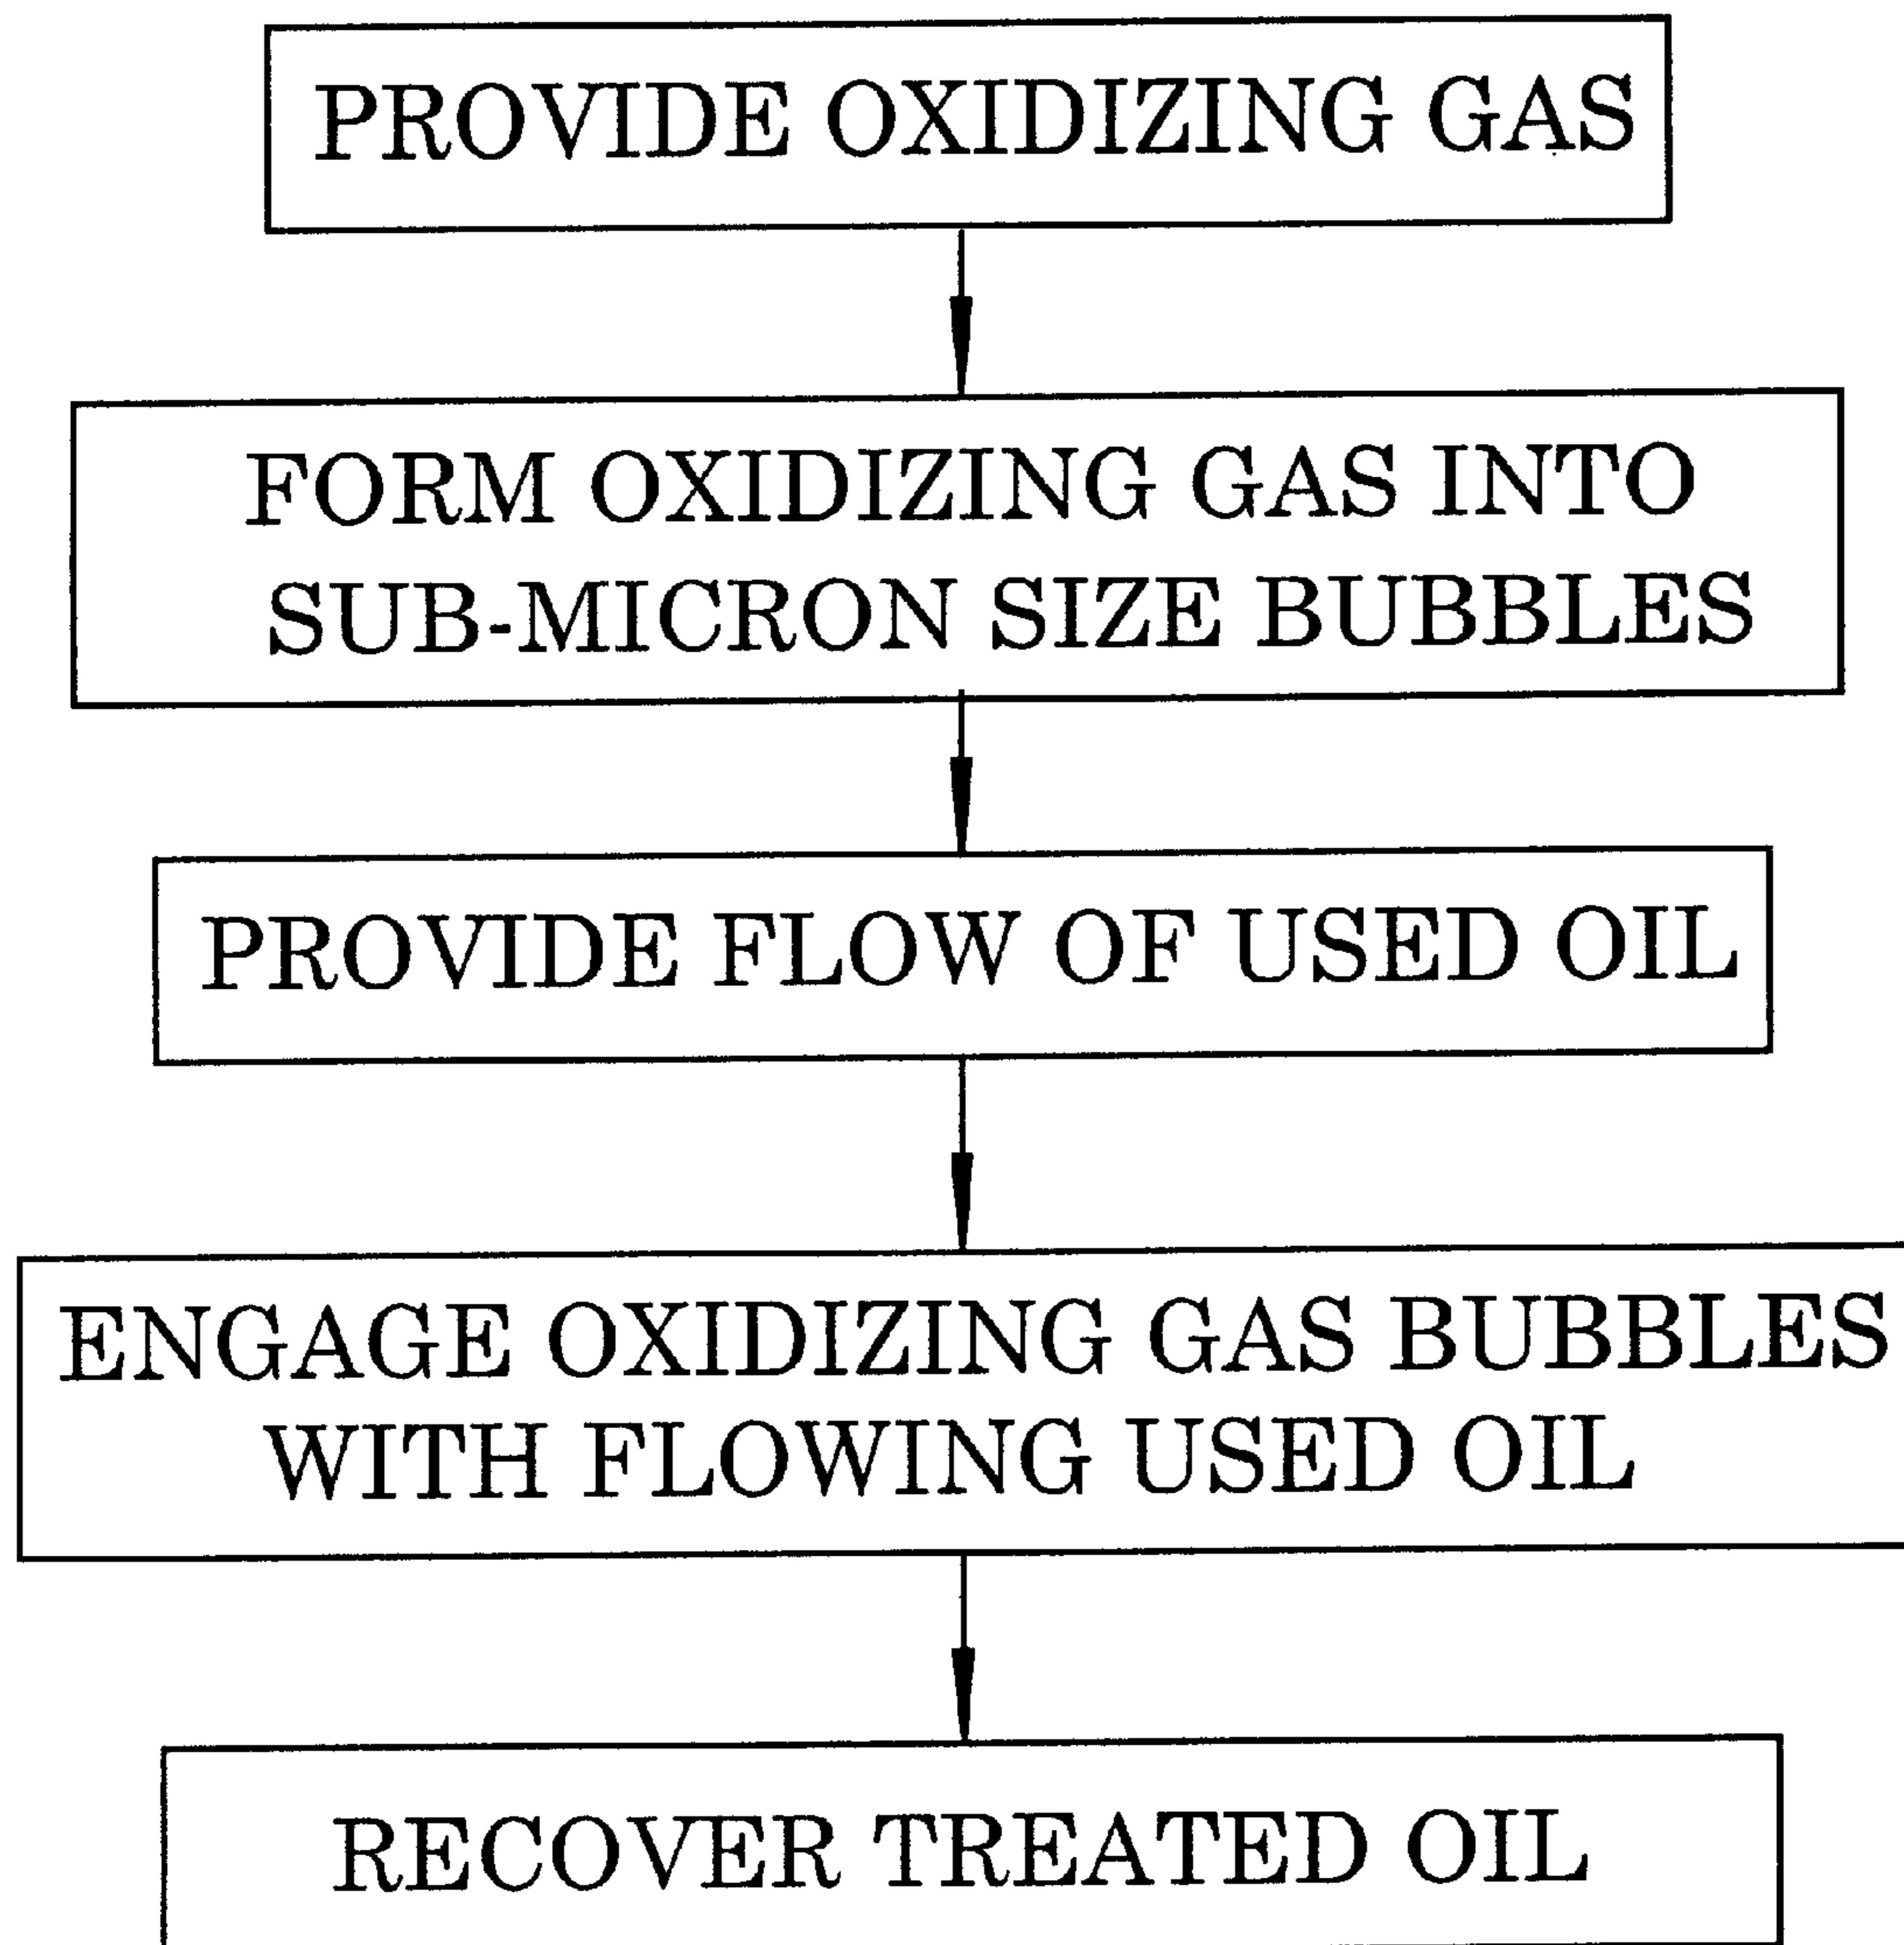 PROVIDE OXIDIZING GAS
FORM OXIDIZING GAS INTO
SUB-MICRON SIZE BUBBLES
PROVIDE FLOW OF USED OIL
ENGAGE OXIDIZING GAS BUBBLES
WITH FLOWING USED OIL
RECOVER TREATED OIL